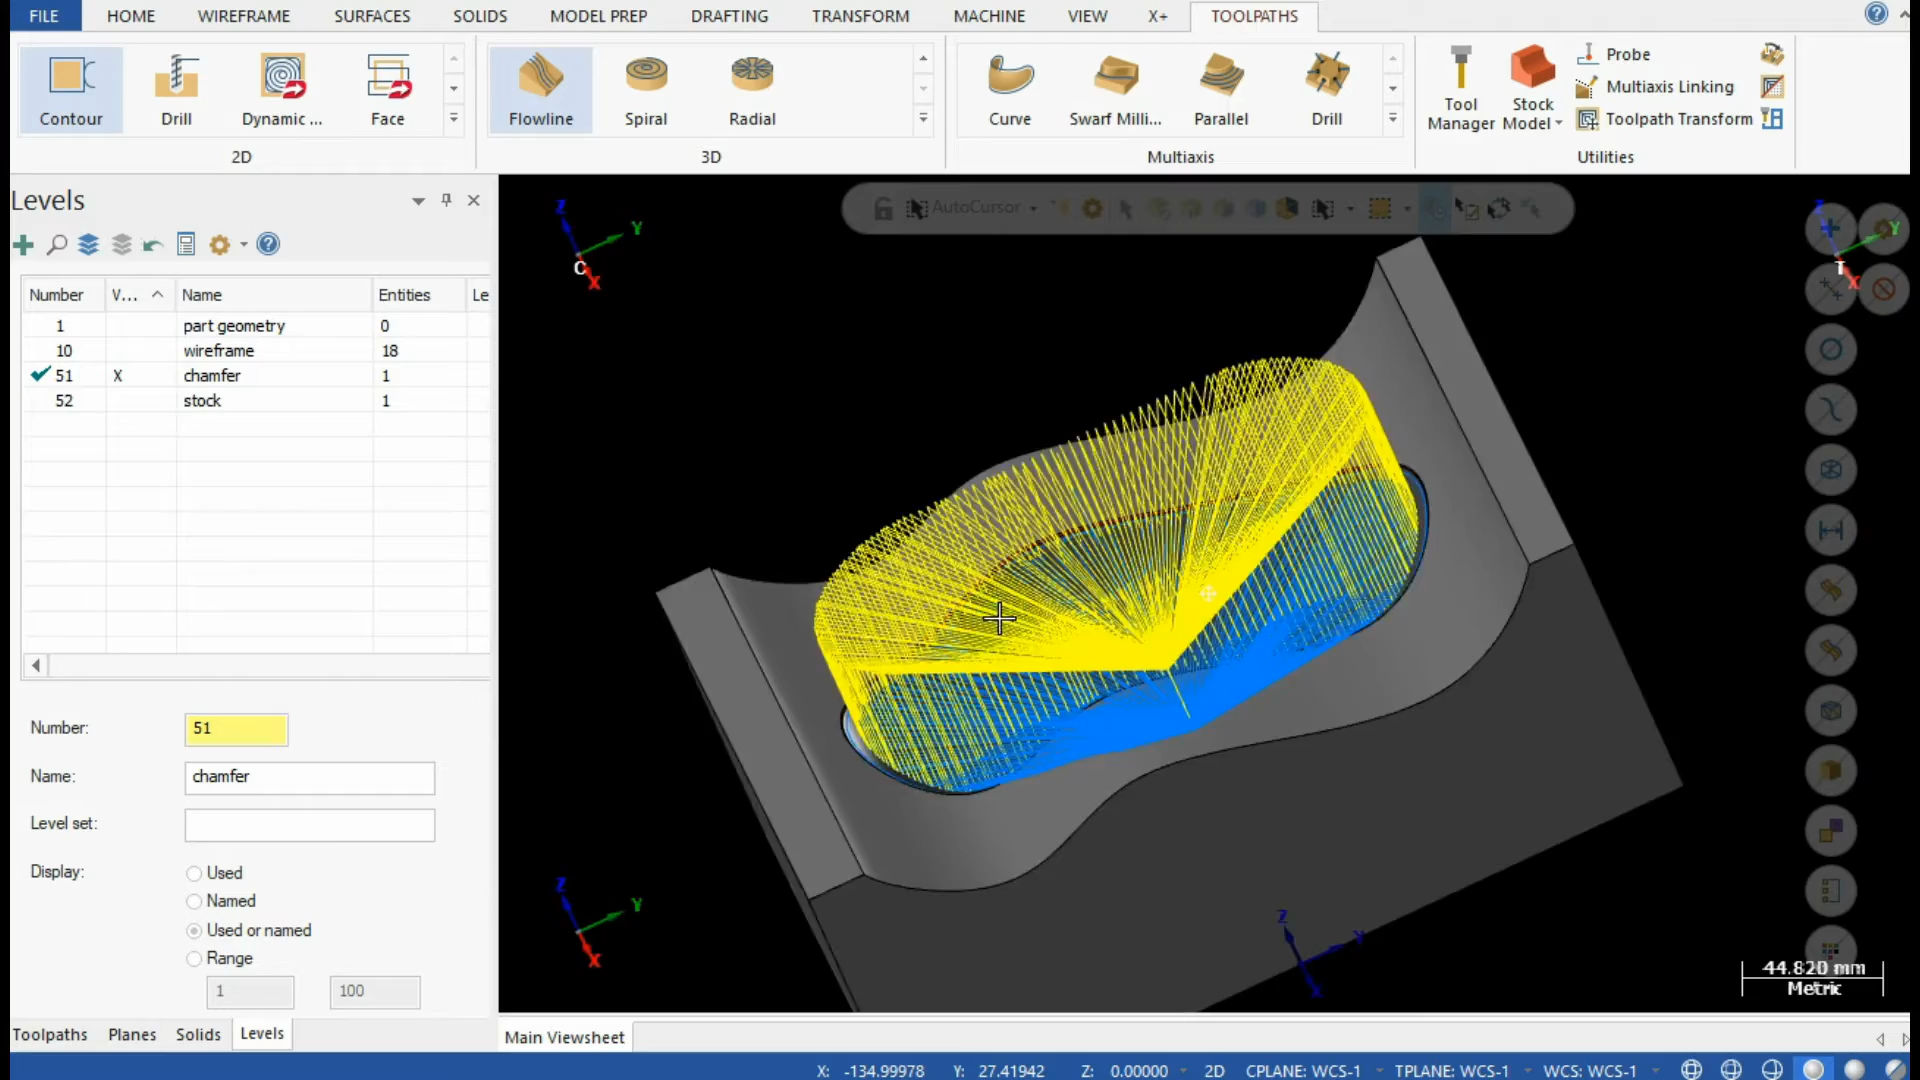 FILE HOME WIREFRAME SURFACES SOLIDS MODEL PREP DRAFTING TRANSFORM MACHINE VIEW X+ TOOLPATHS
Contour Drill Dynamic ... Face
2D
Flowline Spiral Radial
3D
Curve Swarf Milli... Parallel Drill
Multiaxis
Tool Manager
Stock Model
Probe
Multiaxis Linking
Toolpath Transform
Utilities
Levels
Number V... Name Entities Le
1 part geometry 0
10 wireframe 18
51 X chamfer 1
52 stock 1
Number: 51
Name: chamfer
Level set:
Display:
Used
Named
Used or named
Range
1 100
Toolpaths Planes Solids Levels
AutoCursor
Z Y X C
Z Y X T
Z Y X
Z Y X
44.820 mm
Metric
Main Viewsheet
X: -134.99978 Y: 27.41942 Z: 0.00000 2D CPLANE: WCS-1 TPLANE: WCS-1 WCS: WCS-1